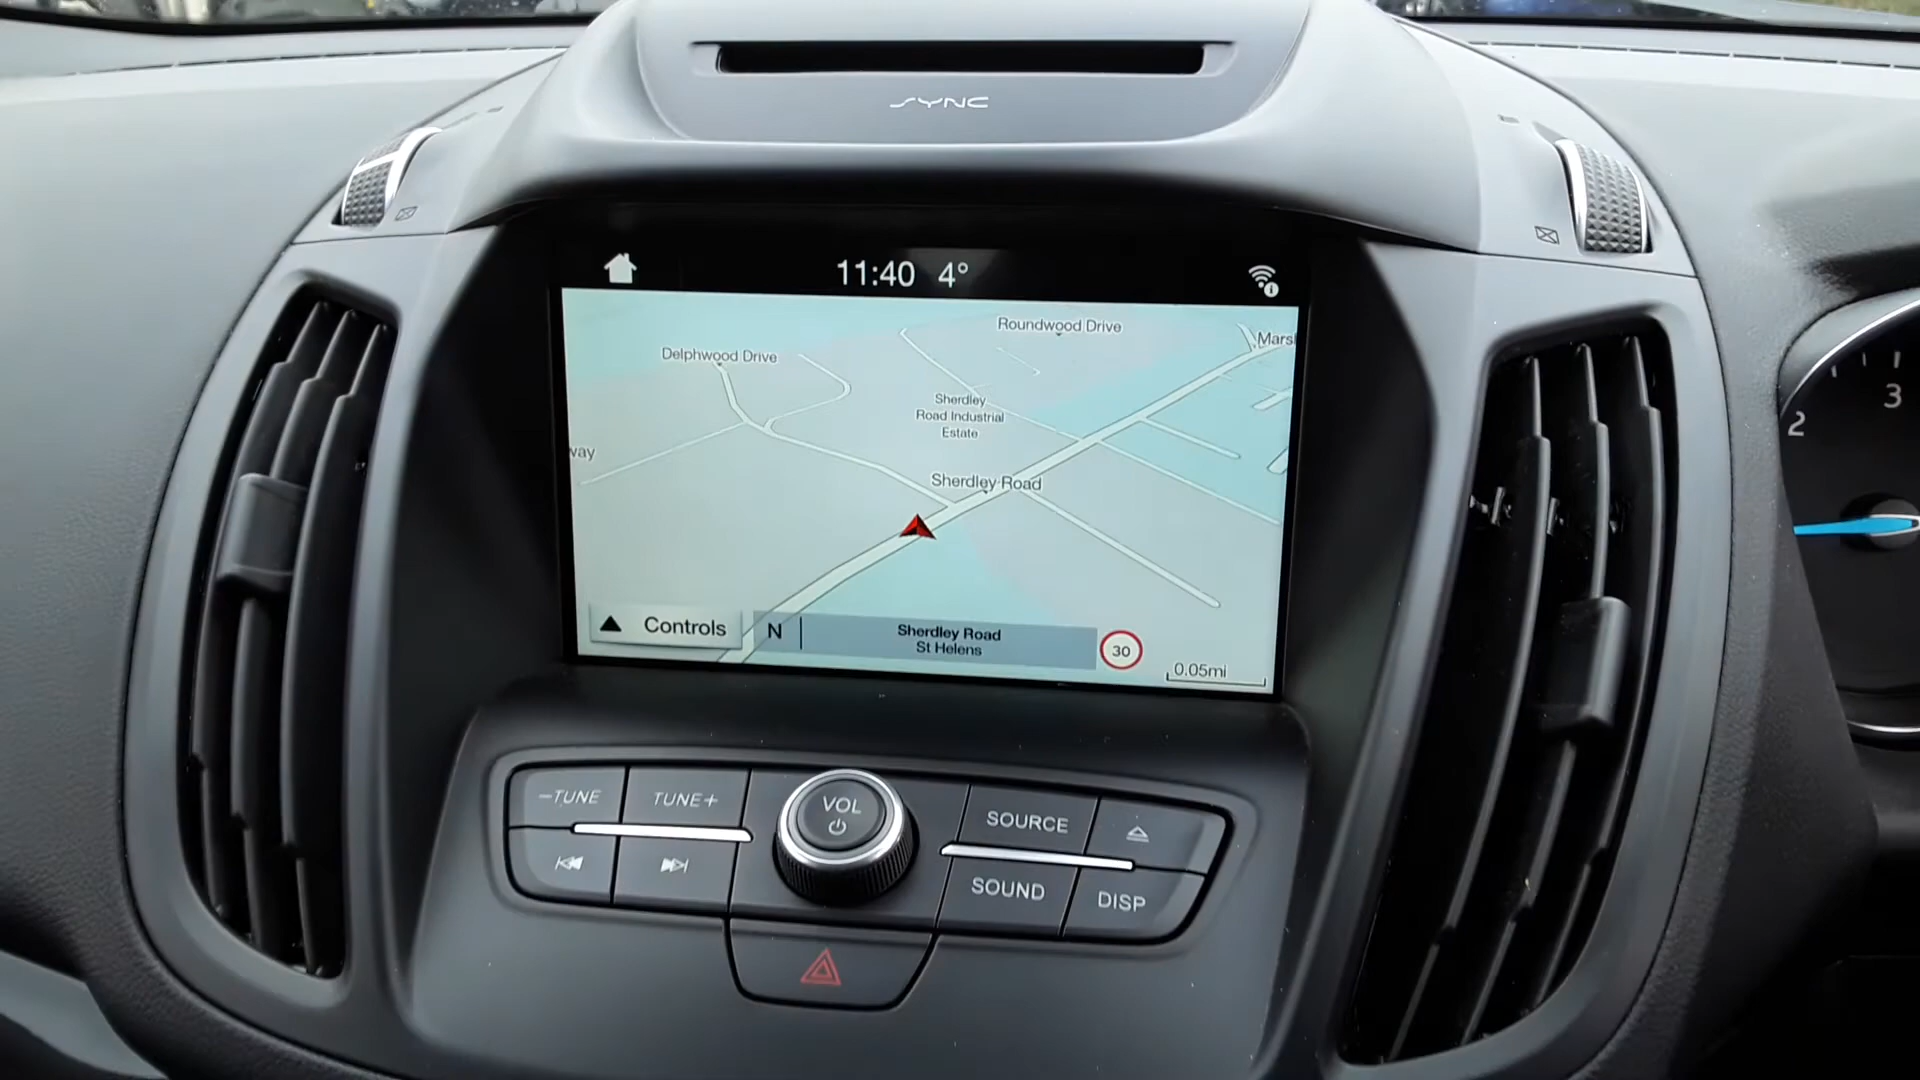 SYNC
11:40 4°
Roundwood Drive
Delphwood Drive
Sherdley
Road Industrial
Estate
Sherdley Road
Controls
N
Sherdley Road
St Helens
30
0.05mi
2
3
-TUNE
TUNE+
VOL
SOURCE
SOUND
DISP